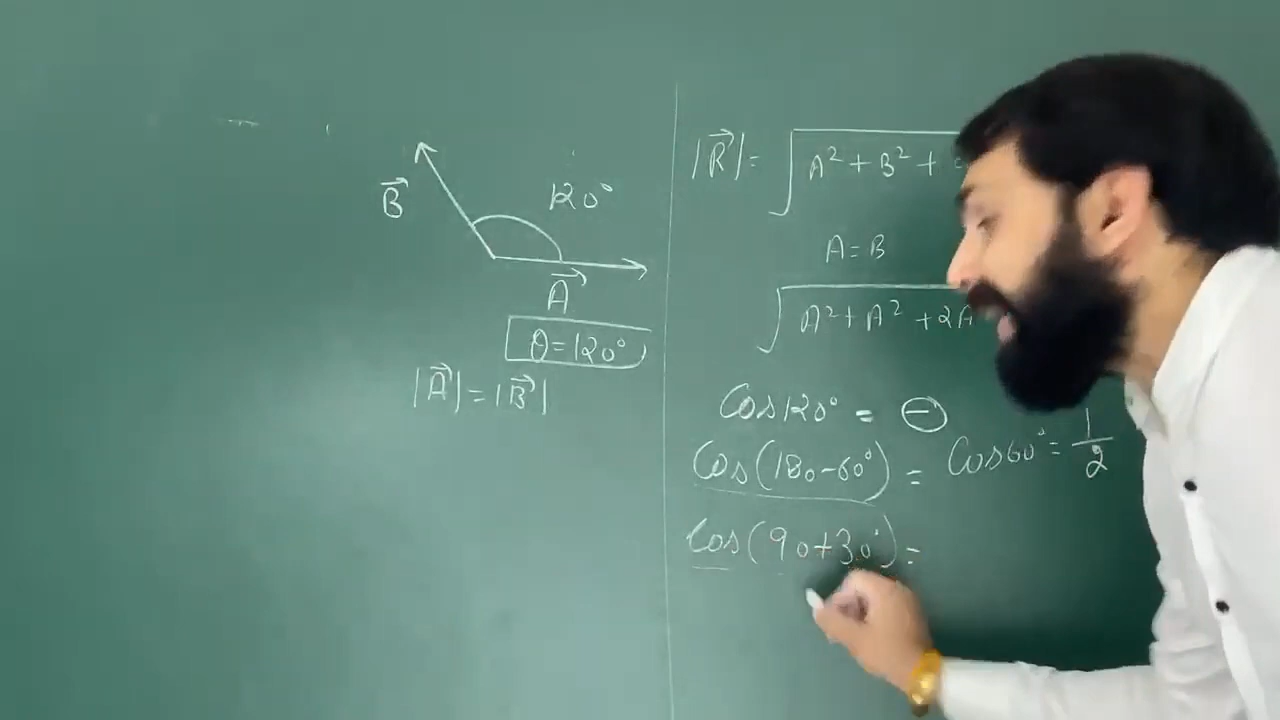 B⃗
120°
A⃗
θ=120°
|A⃗|=|B⃗|
|R⃗|= √A² + B² +
A=B
√A² + A² + 2A
Cos120° = ⊖
Cos(180-60°) = Cos60° = 1/2
Cos(90+30°) =